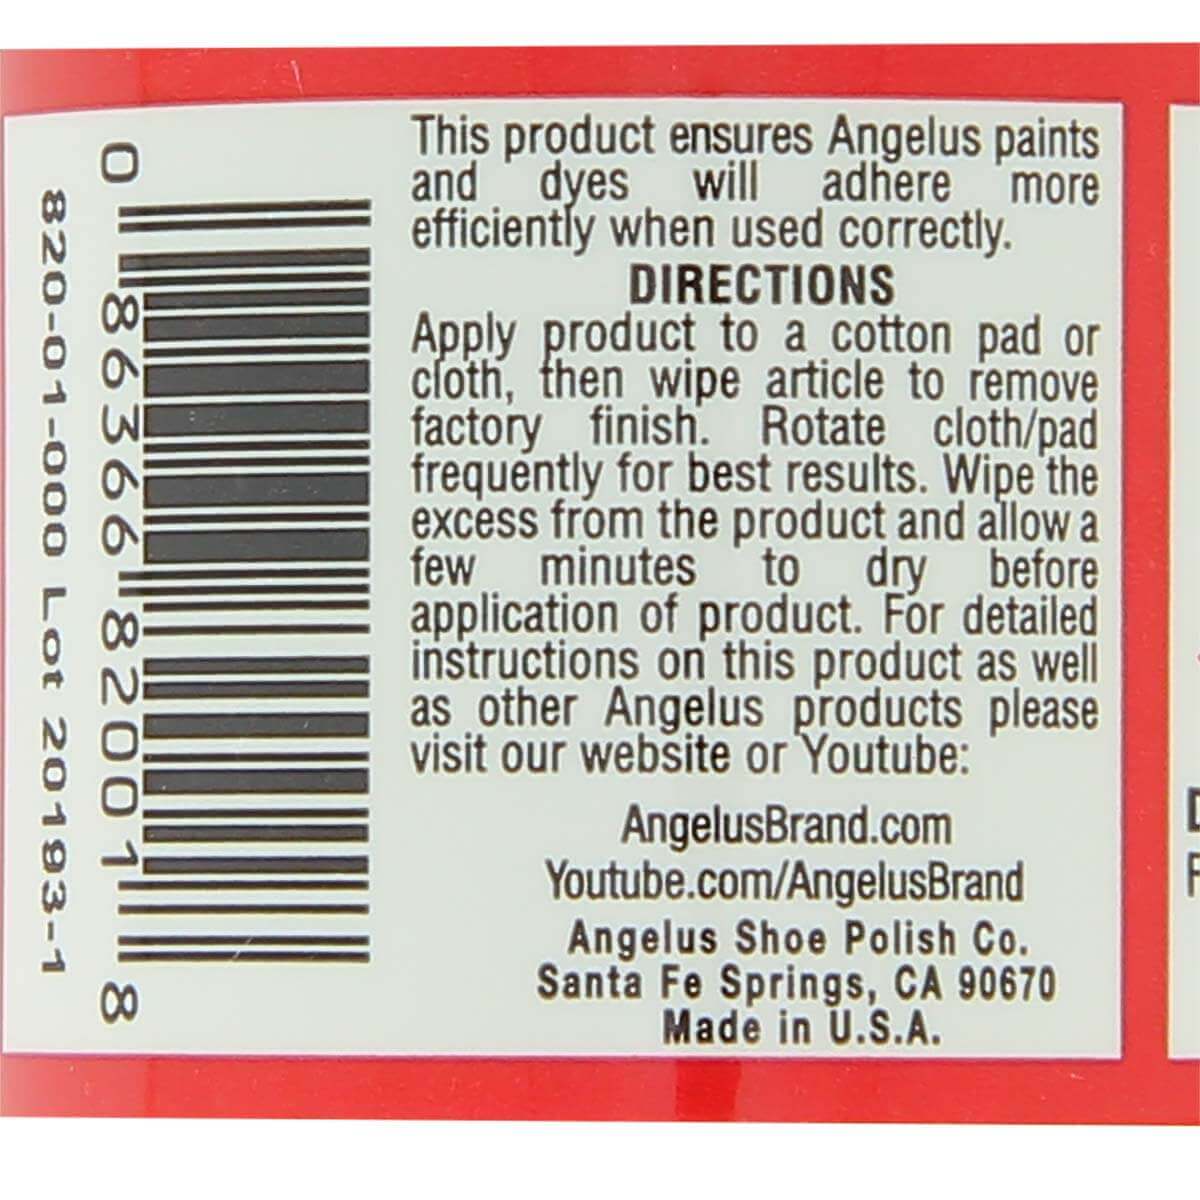 This product ensures Angelus paints
and dyes will adhere more
efficiently when used correctly.
DIRECTIONS
Apply product to a cotton pad or
cloth, then wipe article to remove
factory finish. Rotate cloth/pad
frequently for best results. Wipe the
excess from the product and allow a
few minutes to dry before
application of product. For detailed
instructions on this product as well
as other Angelus products please
visit our website or Youtube:
AngelusBrand.com
Youtube.com/AngelusBrand
Angelus Shoe Polish Co.
Santa Fe Springs, CA 90670
Made in U.S.A.
0 86366 82001 8
820-01-000 Lot 20193-1